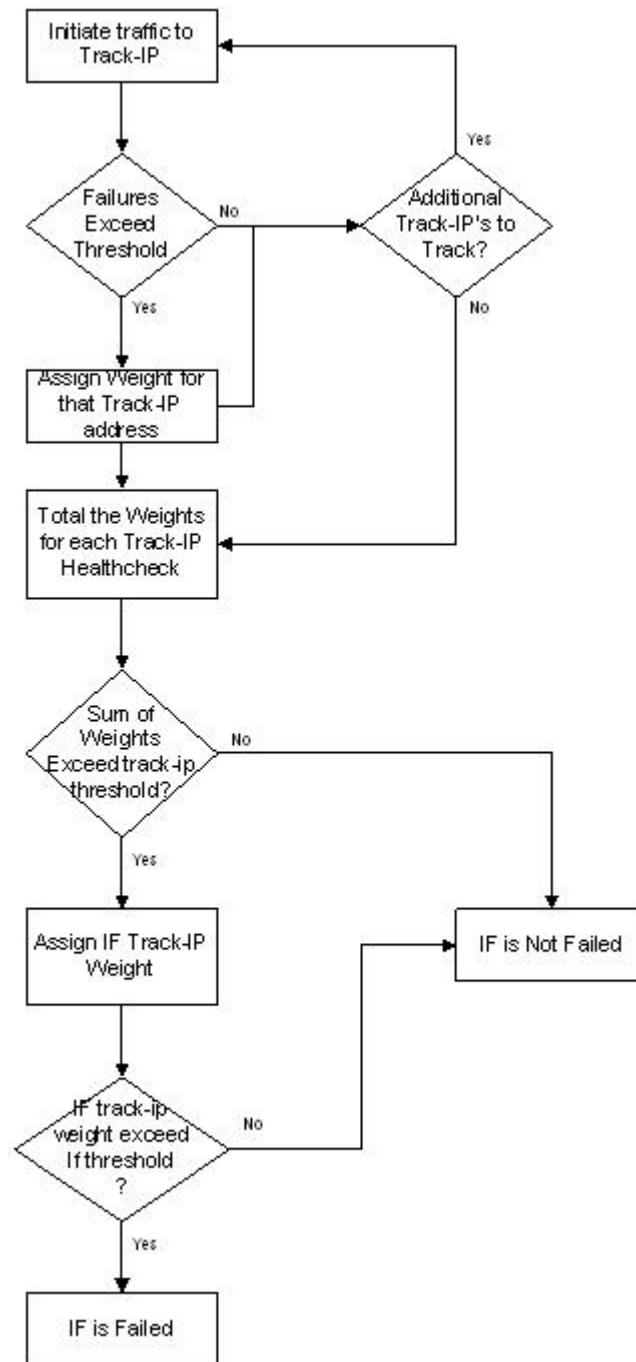 Initiate traffic to
Track-IP
Yes
Failures
Exceed
Threshold
No
Additional
Track-IP's to
Track?
Yes
No
Assign Weight for
that Track-IP
address
Total the Weights
for each Track-IP
Healthcheck
Sum of
Weights
Exceed track-ip
threshold?
No
Yes
Assign IF Track-IP
Weight
IF is Not Failed
IF track-ip
weight exceed
If threshold
?
No
Yes
IF is Failed